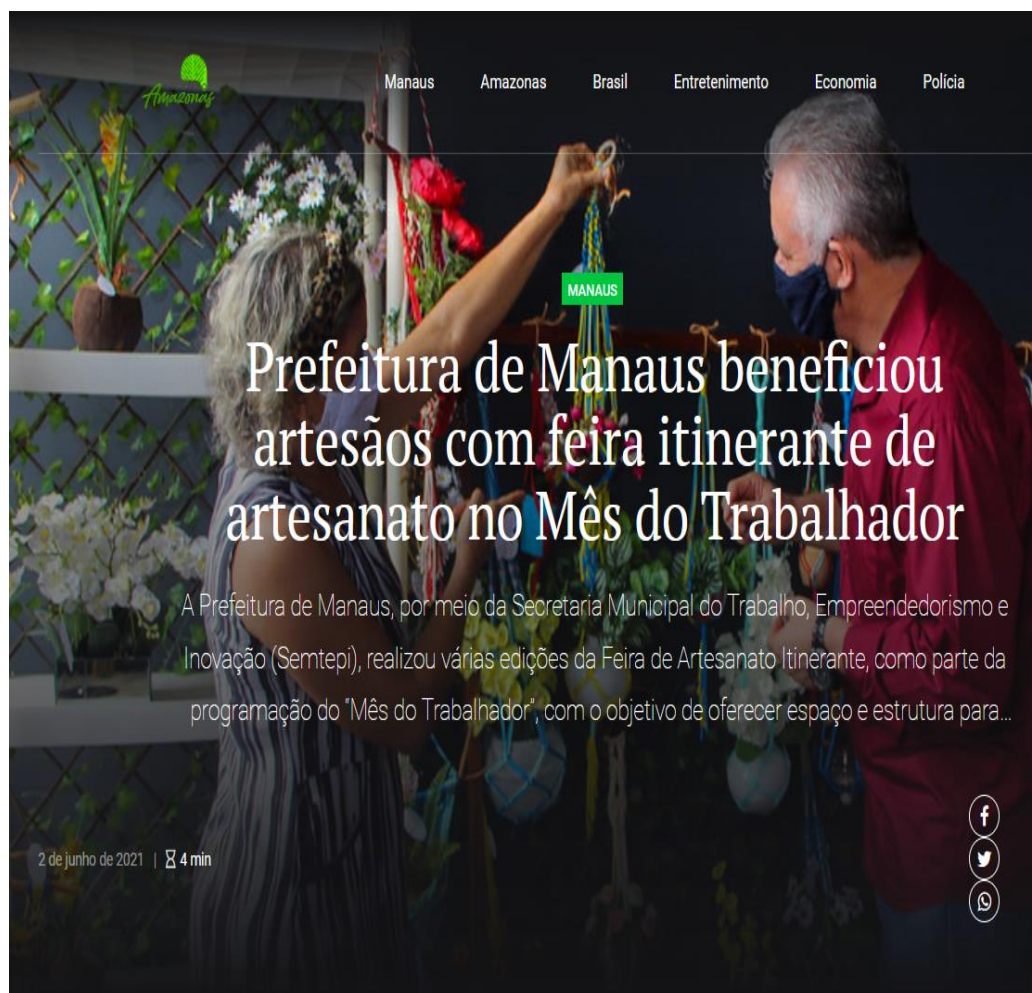 Amazonas
Manaus Amazonas Brasil Entretenimento Economia Polícia
MANAUS
Prefeitura de Manaus beneficiou
artesãos com feira itinerante de
artesanato no Mês do Trabalhador
A Prefeitura de Manaus, por meio da Secretaria Municipal do Trabalho, Empreendedorismo e
Inovação (Semtepi), realizou várias edições da Feira de Artesanato Itinerante, como parte da
programação do "Mês do Trabalhador", com o objetivo de oferecer espaço e estrutura para...
2 de junho de 2021 | 4 min